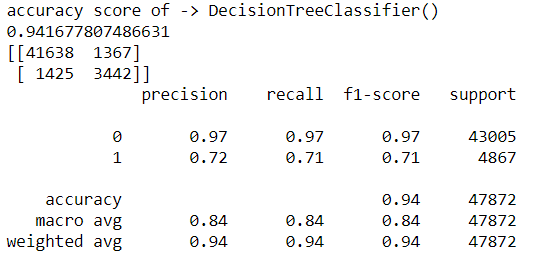 accuracy score of -> DecisionTreeClassifier()
0.941677807486631
[[41638 1367]
[ 1425 3442]]
precision recall f1-score support
0 0.97 0.97 0.97 43005
1 0.72 0.71 0.71 4867
accuracy 0.94 47872
macro avg 0.84 0.84 0.84 47872
weighted avg 0.94 0.94 0.94 47872